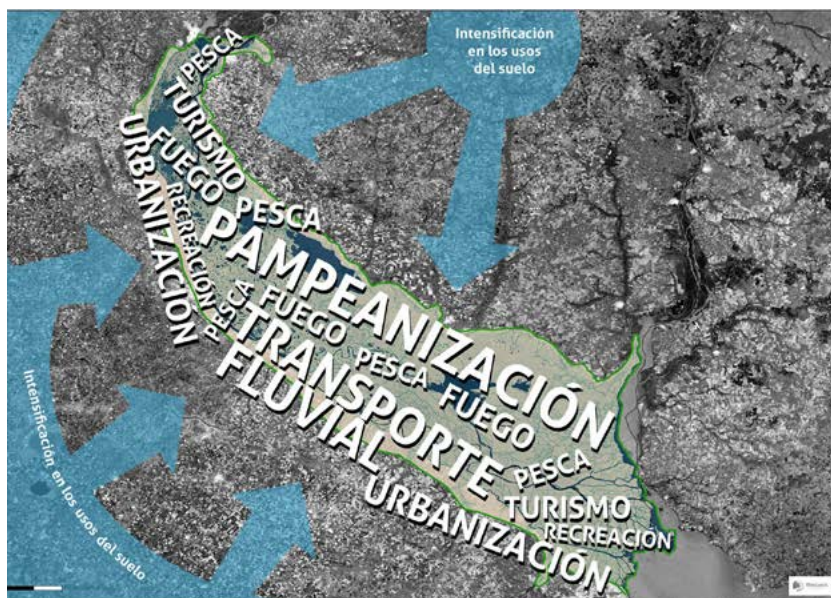 Intensificación
en los usos
del suelo
PESCA
TURISMO
FUEGO
URBANIZACIÓN
RECREACIÓN
PESCA
PAMPEANIZACIÓN
PESCA
FUEGO
TRANSPORTE
FLUVIAL
PESCA
FUEGO
PESCA
TURISMO
RECREACIÓN
URBANIZACIÓN
Intensificación en los usos del suelo